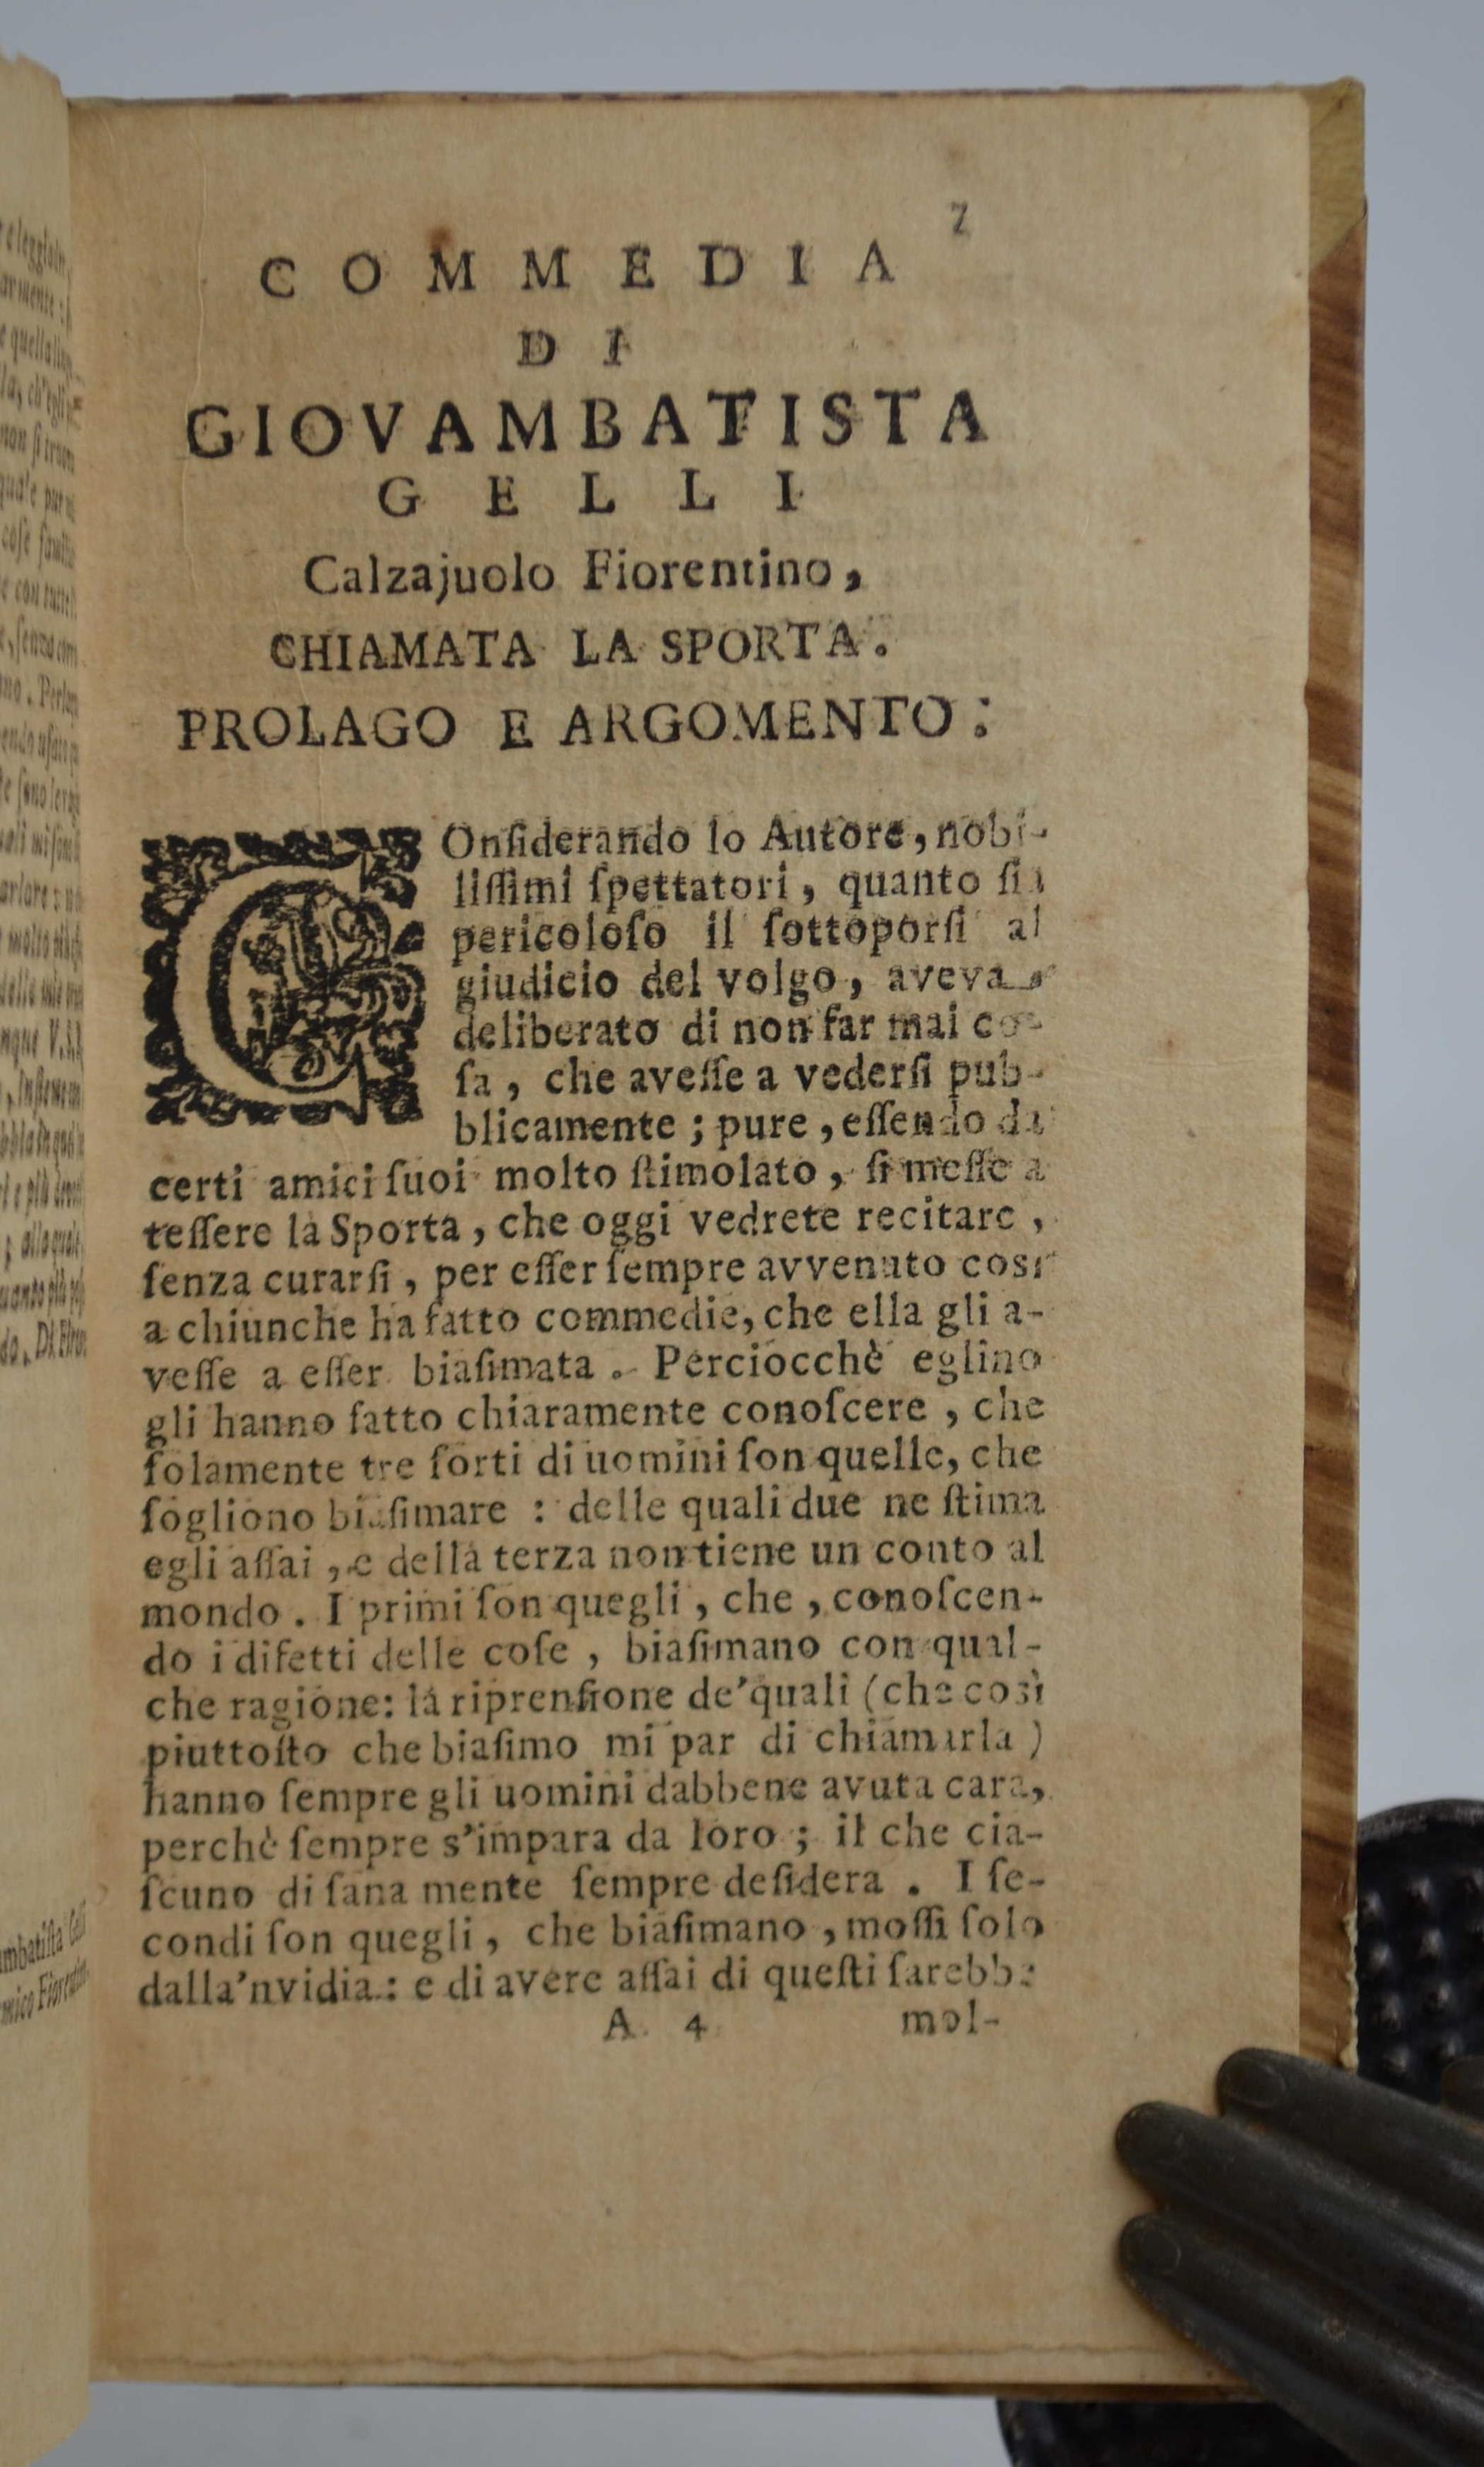 7
COMMEDIA
DI
GIOVAMBATISTA
GELLI
Calzajuolo Fiorentino,
CHIAMATA LA SPORTA.
PROLAGO E ARGOMENTO:
COnſiderando lo Autore, nobi-
liſſimi ſpettatori, quanto ſia
pericoloſo il ſottoporſi al
giudicio del volgo, aveva
deliberato di non far mai co-
ſa, che aveſſe a vederſi pub-
blicamente; pure, eſſendo da
certi amici ſuoi molto ſtimolato, ſi meſſe a
teſſere la Sporta, che oggi vedrete recitare,
ſenza curarſi, per eſſer ſempre avvenuto così
a chiunche ha fatto commedie, che ella gli a-
veſſe a eſſer biaſimata. Perciocchè eglino
gli hanno fatto chiaramente conoſcere, che
ſolamente tre ſorti di uomini ſon quelle, che
ſogliono biaſimare: delle quali due ne ſtima
egli aſſai, e della terza non tiene un conto al
mondo. I primi ſon quegli, che, conoſcen-
do i difetti delle coſe, biaſimano con qual-
che ragione: la riprenſione de'quali (che così
piuttoſto che biaſimo mi par di chiamarla)
hanno ſempre gli uomini dabbene avuta cara,
perchè ſempre s'impara da loro; il che cia-
ſcuno di ſana mente ſempre deſidera. I ſe-
condi ſon quegli, che biaſimano, moſſi ſolo
dalla'nvidia: e di avere aſſai di queſti ſarebbe
A 4 mol-